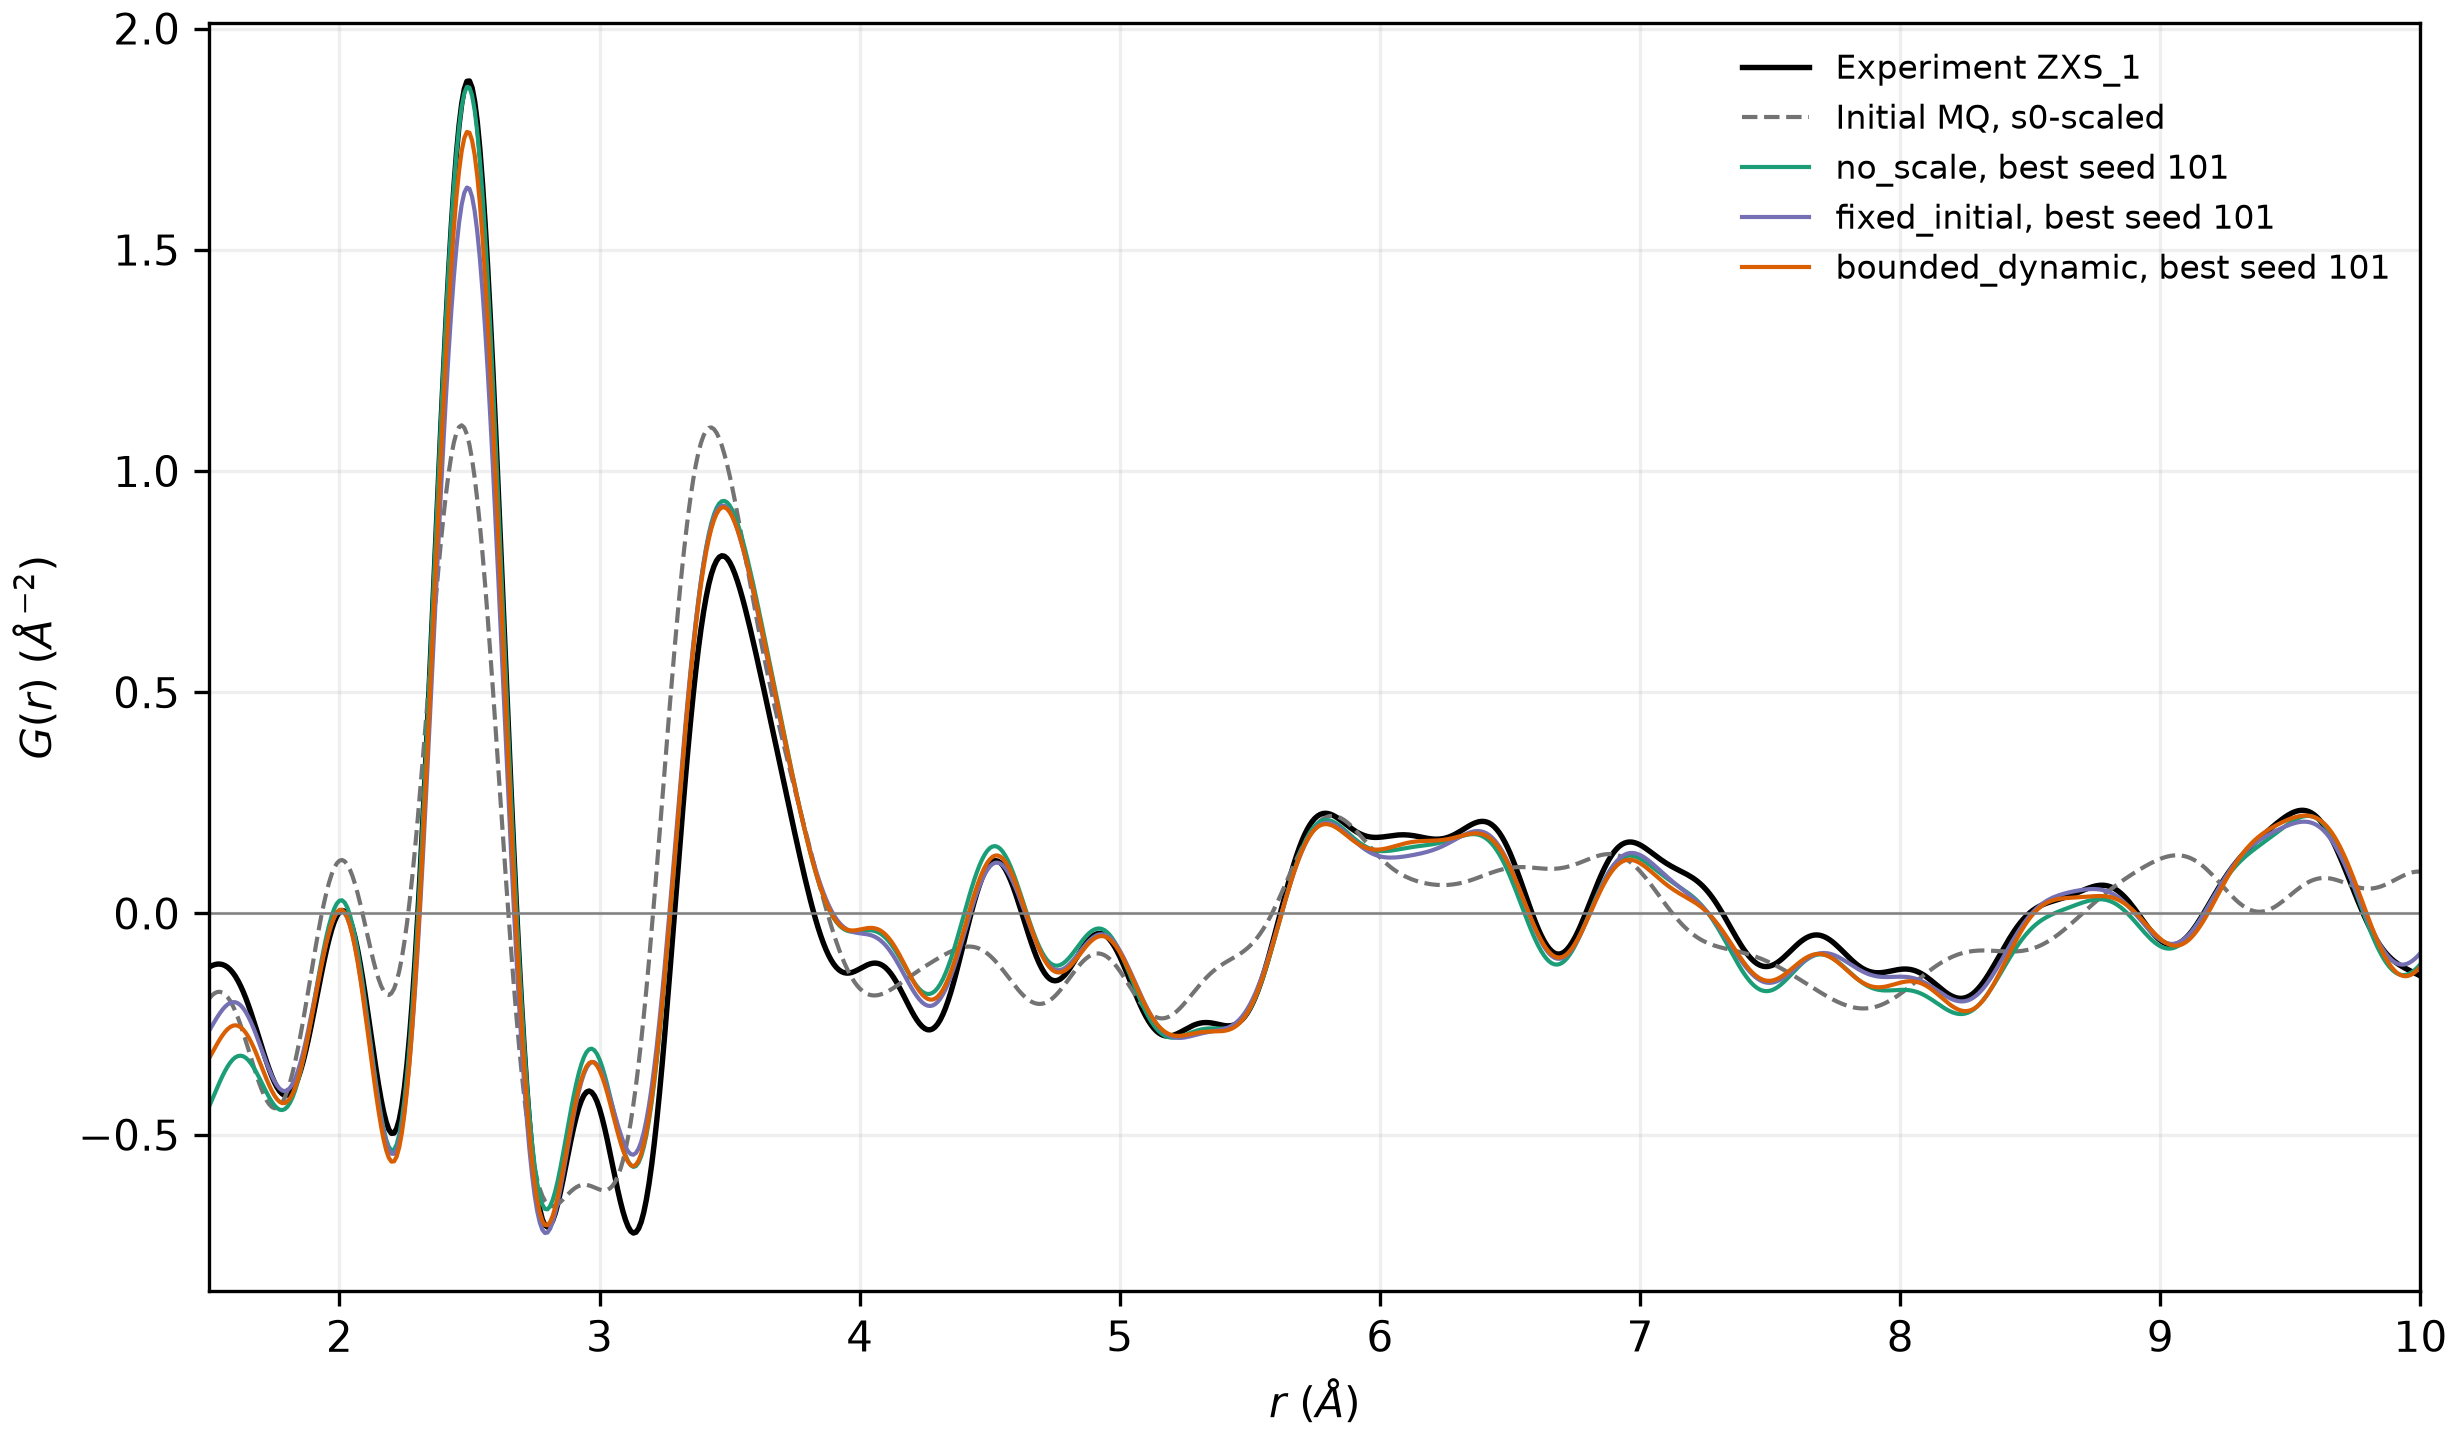 2.0
1.5
1.0
0.5
0.0
−0.5
G(r) (Å⁻²)
Experiment ZXS_1
Initial MQ, s0-scaled
no_scale, best seed 101
fixed_initial, best seed 101
bounded_dynamic, best seed 101
2 3 4 5 6 7 8 9 10
r (Å)